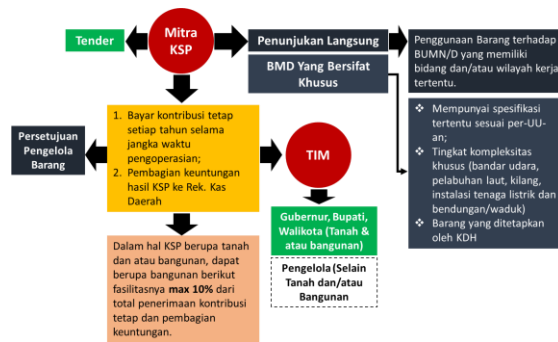 Tender
Mitra
KSP
Penunjukan Langsung
BMD Yang Bersifat
Khusus
Penggunaan Barang terhadap
BUMN/D yang memiliki
bidang dan/atau wilayah kerja
tertentu.
❖ Mempunyai spesifikasi
tertentu sesuai per-UU-
an;
❖ Tingkat kompleksitas
khusus (bandar udara,
pelabuhan laut, kilang,
instalasi tenaga listrik dan
bendungan/waduk)
❖ Barang yang ditetapkan
oleh KDH
Persetujuan
Pengelola
Barang
1. Bayar kontribusi tetap
setiap tahun selama
jangka waktu
pengoperasian;
2. Pembagian keuntungan
hasil KSP ke Rek. Kas
Daerah
TIM
Gubernur, Bupati,
Walikota (Tanah &
atau bangunan)
Pengelola (Selain
Tanah dan/atau
Bangunan
Dalam hal KSP berupa tanah
dan atau bangunan, dapat
berupa bangunan berikut
fasilitasnya max 10% dari
total penerimaan kontribusi
tetap dan pembagian
keuntungan.